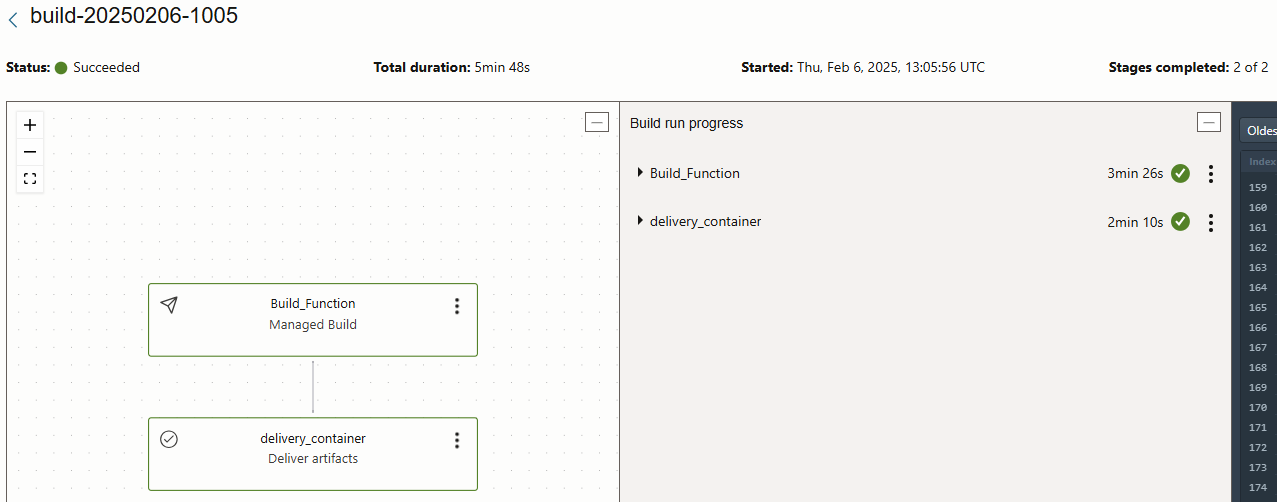 build-20250206-1005
Status: Succeeded
Total duration: 5min 48s
Started: Thu, Feb 6, 2025, 13:05:56 UTC
Stages completed: 2 of 2
Build_Function
Managed Build
delivery_container
Deliver artifacts
Build run progress
Build_Function 3min 26s
delivery_container 2min 10s
Oldes
Index
159
160
161
162
163
164
165
166
167
168
169
170
171
172
173
174